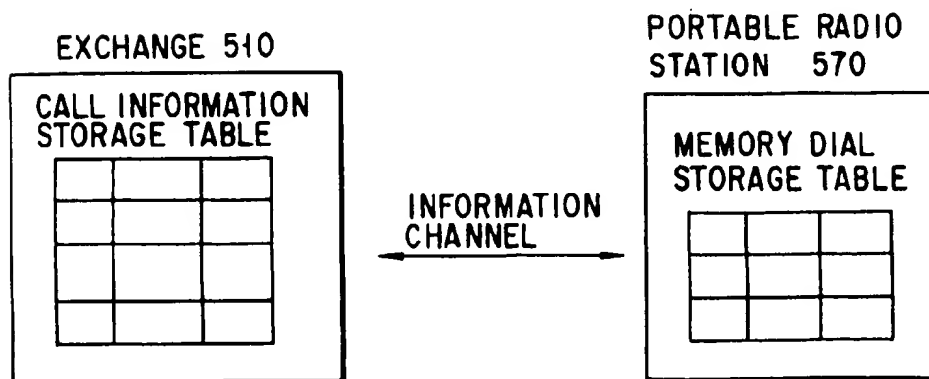 EXCHANGE 510
CALL INFORMATION
STORAGE TABLE
INFORMATION
CHANNEL
PORTABLE RADIO
STATION 570
MEMORY DIAL
STORAGE TABLE